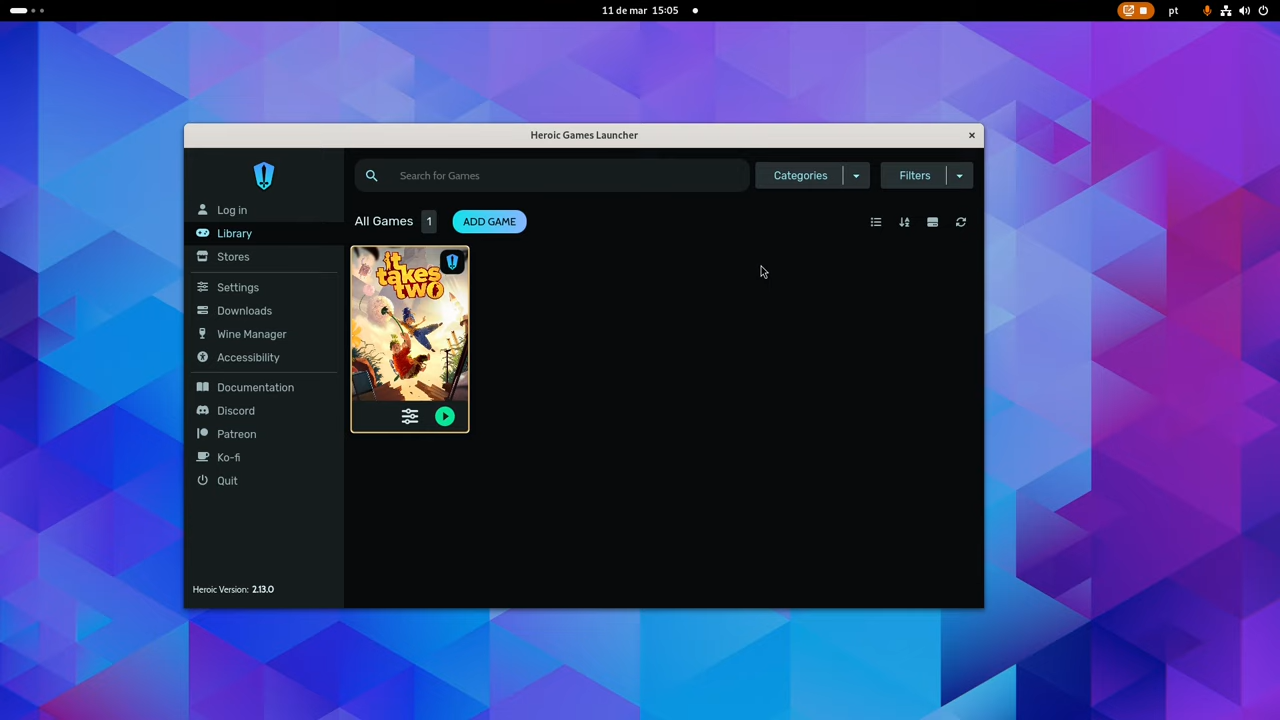 11 de mar 15:05
pt
Heroic Games Launcher
Log in
Library
Stores
Settings
Downloads
Wine Manager
Accessibility
Documentation
Discord
Patreon
Ko-fi
Quit
Heroic Version: 2.13.0
Search for Games
Categories
Filters
All Games 1
ADD GAME
it
takes
two